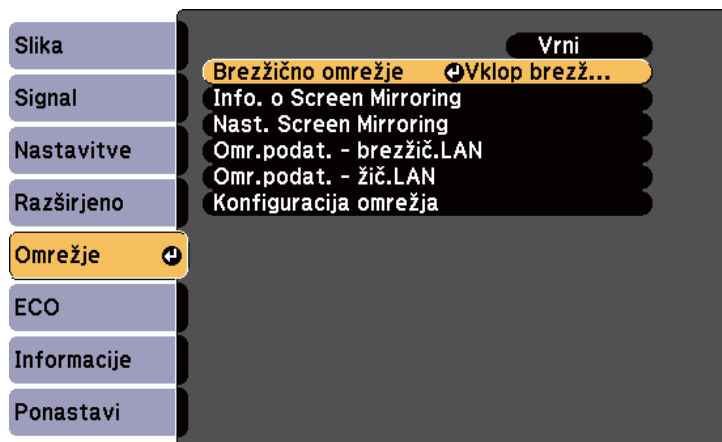 Slika
Signal
Nastavitve
Razširjeno
Omrežje
ECO
Informacije
Ponastavi
Vrni
Brezžično omrežje Vklop brezž...
Info. o Screen Mirroring
Nast. Screen Mirroring
Omr.podat. - brezžič.LAN
Omr.podat. - žič.LAN
Konfiguracija omrežja